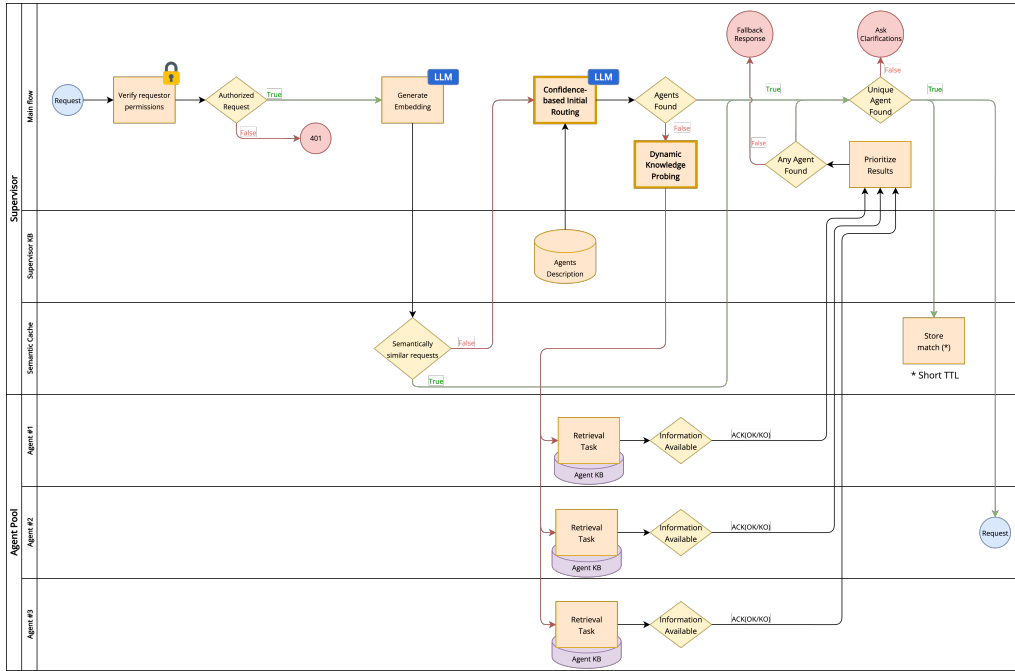 Supervisor
Main flow
Request
Verify requestor
permissions
Authorized
Request
True
False
401
LLM
Generate
Embedding
LLM
Confidence-
based Initial
Routing
Agents
Found
False
Dynamic
Knowledge
Probing
Fallback
Response
True
False
Any Agent
Found
Prioritize
Results
Ask
Clarifications
False
Unique
Agent
Found
True
Supervisor KB
Agents
Description
Semantic Cache
Semantically
similar requests
False
True
Store
match (*)
* Short TTL
Agent Pool
Agent #1
Retrieval
Task
Agent KB
Information
Available
ACK(OK/KO)
Agent #2
Retrieval
Task
Agent KB
Information
Available
ACK(OK/KO)
Request
Agent #3
Retrieval
Task
Agent KB
Information
Available
ACK(OK/KO)